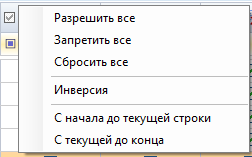 Разрешить все
Запретить все
Сбросить все
Инверсия
С начала до текущей строки
С текущей до конца